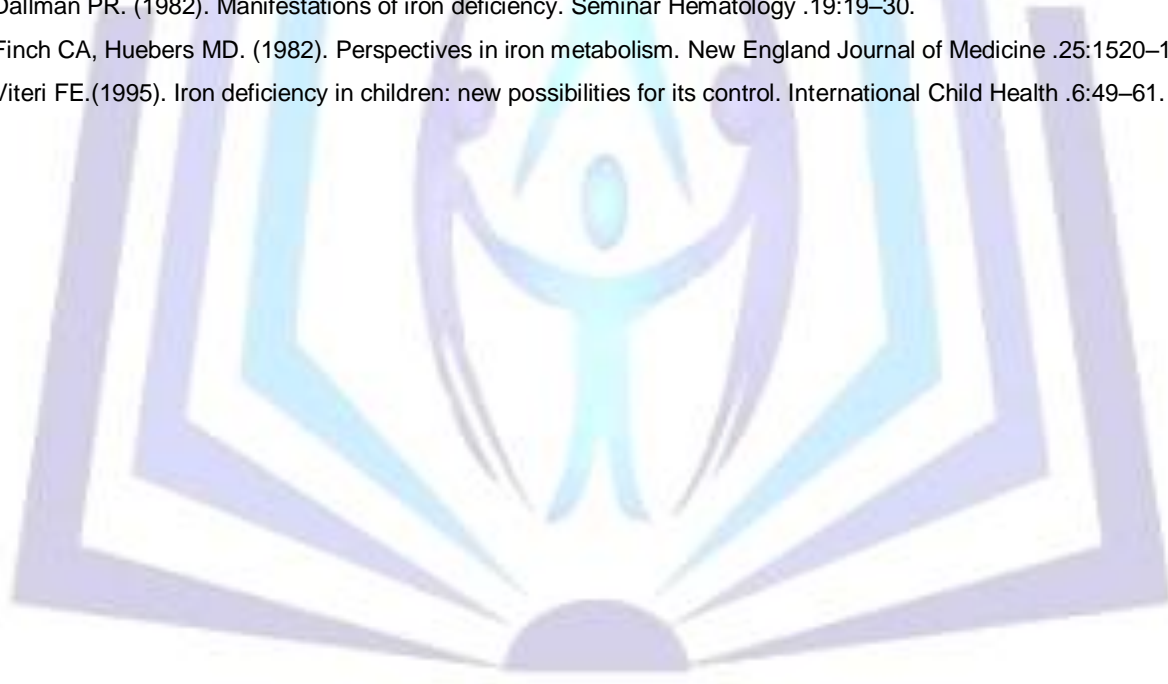 Dallman PR. (1982). Manifestations of iron deficiency. Seminar Hematology .19:19–30.
Finch CA, Huebers MD. (1982). Perspectives in iron metabolism. New England Journal of Medicine .25:1520–1
Viteri FE.(1995). Iron deficiency in children: new possibilities for its control. International Child Health .6:49–61.